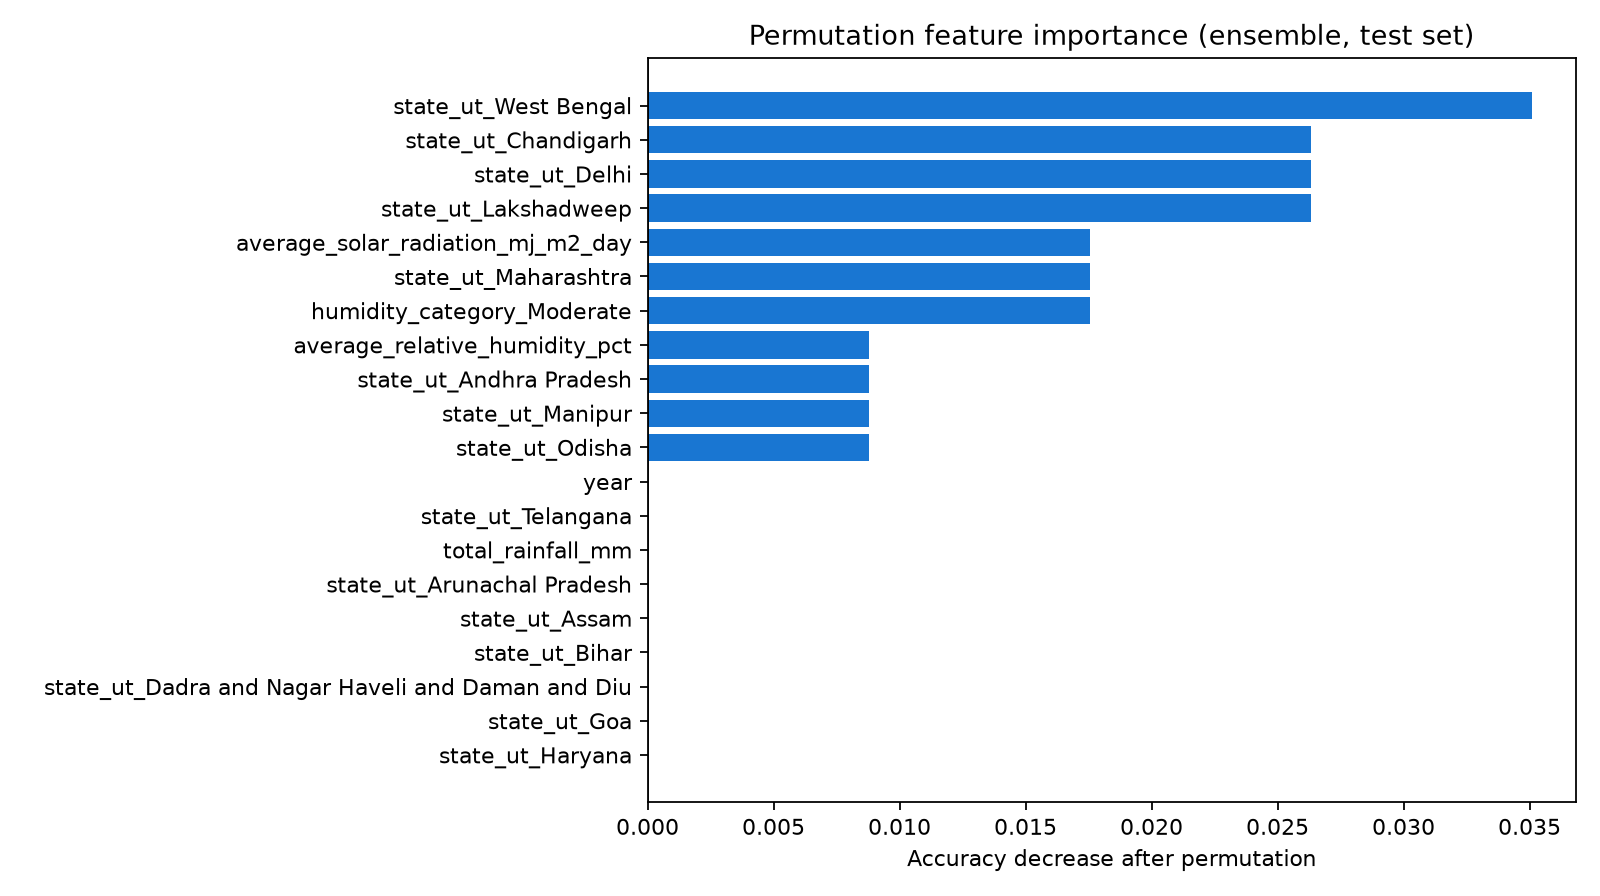 Permutation feature importance (ensemble, test set)
state_ut_West Bengal
state_ut_Chandigarh
state_ut_Delhi
state_ut_Lakshadweep
average_solar_radiation_mj_m2_day
state_ut_Maharashtra
humidity_category_Moderate
average_relative_humidity_pct
state_ut_Andhra Pradesh
state_ut_Manipur
state_ut_Odisha
year
state_ut_Telangana
total_rainfall_mm
state_ut_Arunachal Pradesh
state_ut_Assam
state_ut_Bihar
state_ut_Dadra and Nagar Haveli and Daman and Diu
state_ut_Goa
state_ut_Haryana
0.000 0.005 0.010 0.015 0.020 0.025 0.030 0.035
Accuracy decrease after permutation